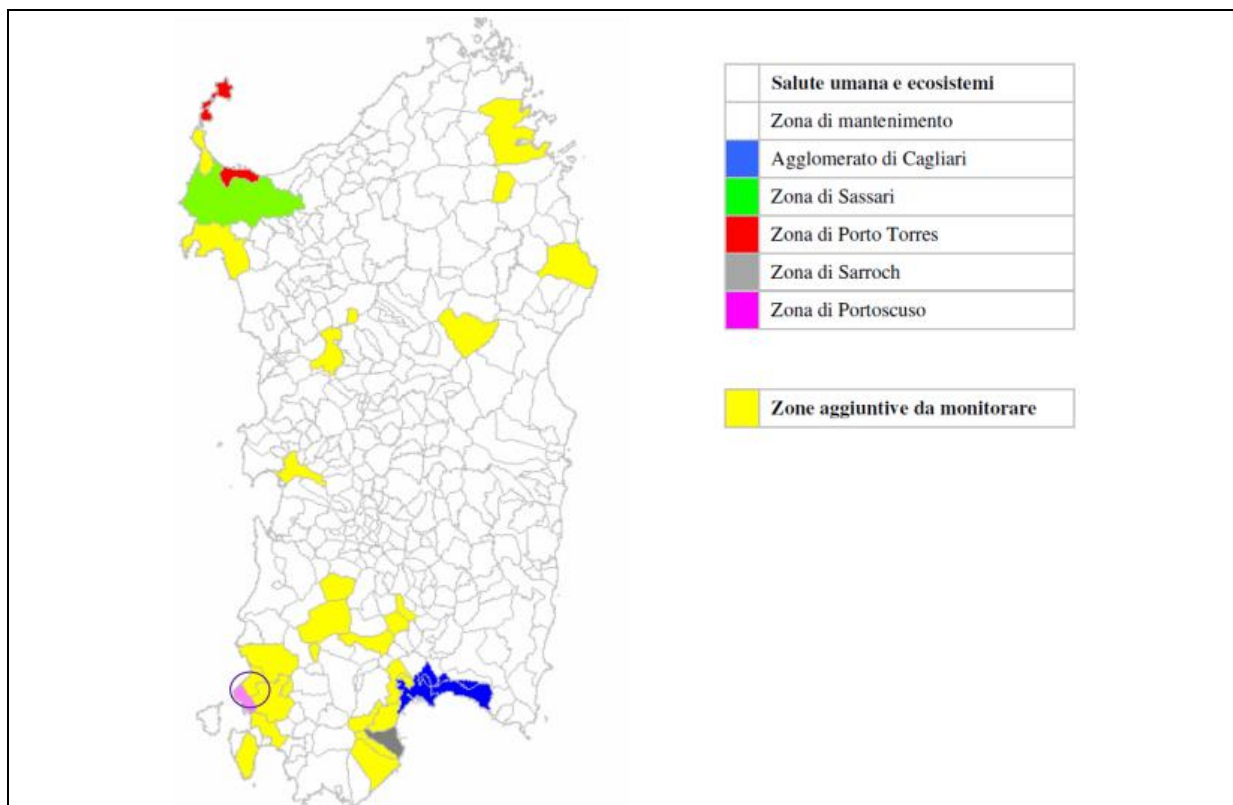 Salute umana e ecosistemi
Zona di mantenimento
Agglomerato di Cagliari
Zona di Sassari
Zona di Porto Torres
Zona di Sarroch
Zona di Portoscuso
Zone aggiuntive da monitorare